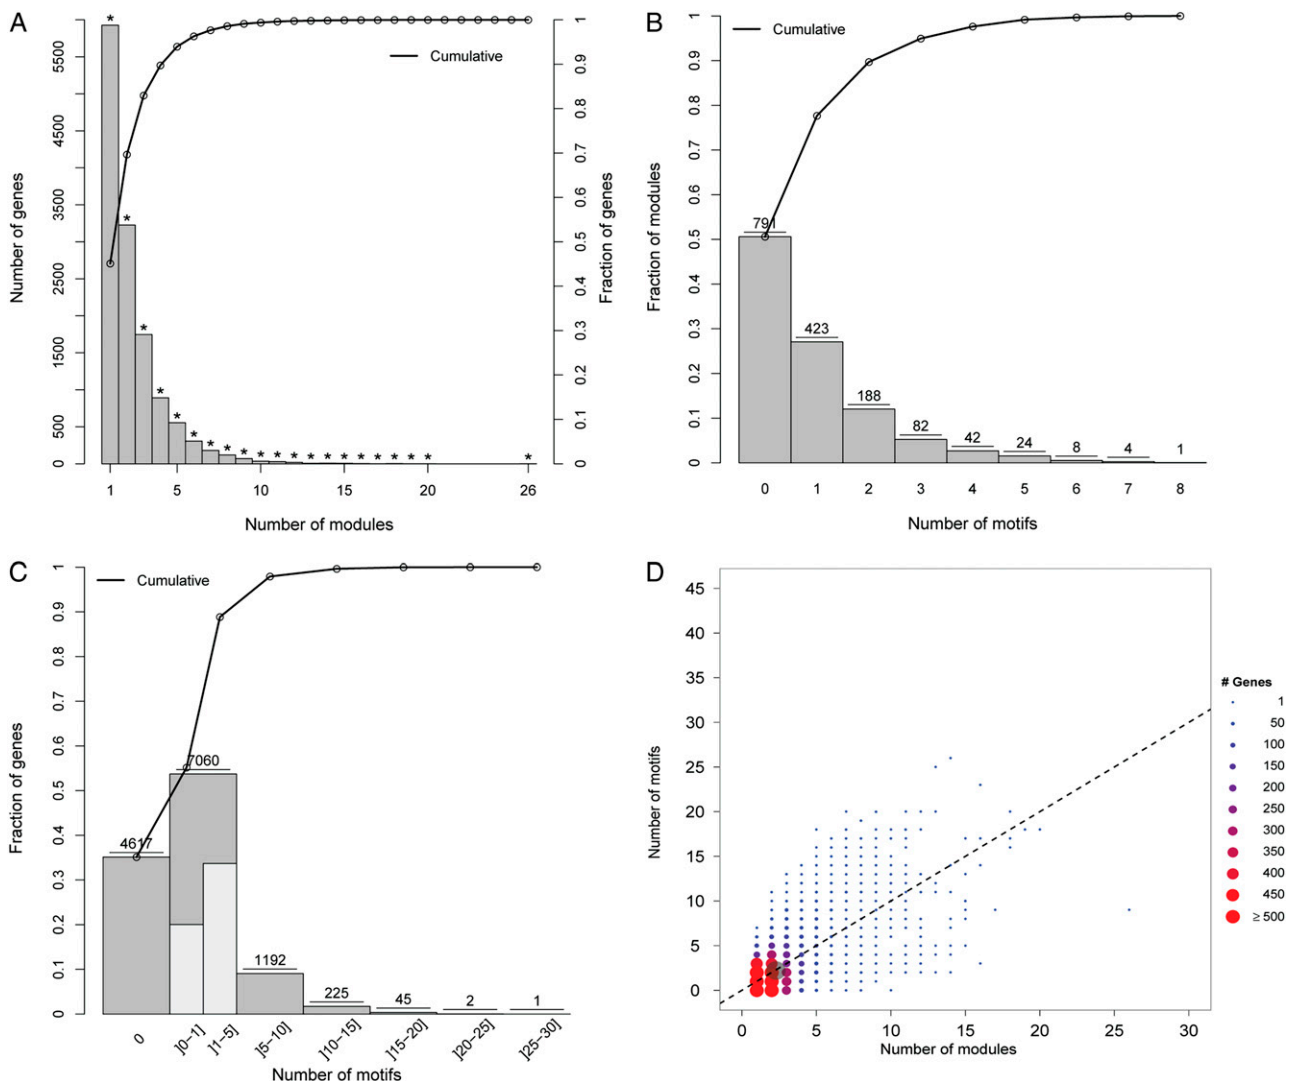 A
Cumulative
Number of genes
0
500
1500
2500
3500
4500
5500
Fraction of genes
0
0.1
0.2
0.3
0.4
0.5
0.6
0.7
0.8
0.9
1
* * * * * * * * * * * * * * * * * * * * *
1 5 10 15 20 26
Number of modules
B
Cumulative
Fraction of modules
0
0.1
0.2
0.3
0.4
0.5
0.6
0.7
0.8
0.9
1
791 423 188 82 42 24 8 4 1
0 1 2 3 4 5 6 7 8
Number of motifs
C
Cumulative
Fraction of genes
0
0.1
0.2
0.3
0.4
0.5
0.6
0.7
0.8
0.9
1
4617 7060 1192 225 45 2 1
0 ]0−1] ]1−5] ]5−10] ]10−15] ]15−20] ]20−25] ]25−30]
Number of motifs
D
Number of motifs
45
40
35
30
25
20
15
10
5
0
0 5 10 15 20 25 30
Number of modules
# Genes
1
50
100
150
200
250
300
350
400
450
≥ 500